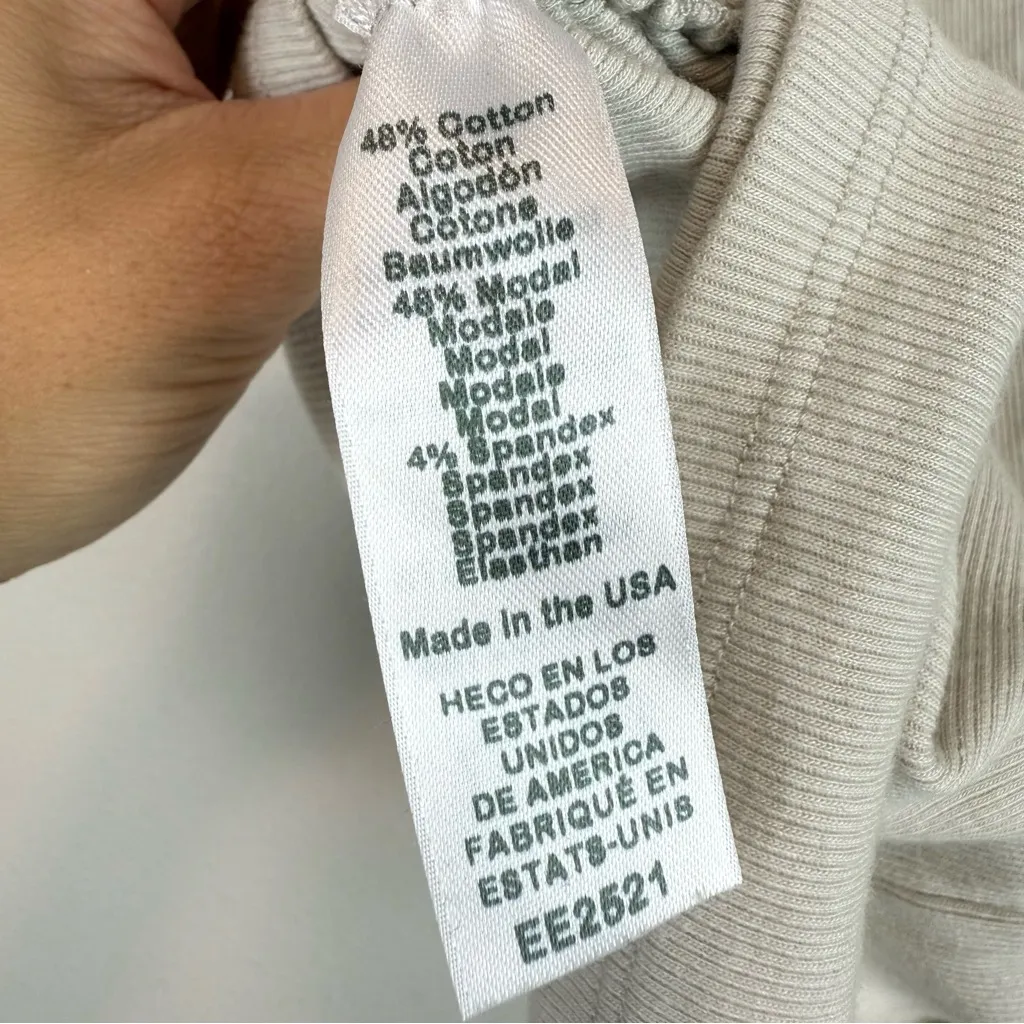 48% Cotton
Coton
Algodón
Cotone
Baumwolle
48% Modal
Modale
Modal
Modale
Modal
4% Spandex
Spandex
Spandex
Spandex
Elasthan
Made in the USA
HECO EN LOS
ESTADOS
UNIDOS
DE AMERICA
FABRIQUÉ EN
ESTATS-UNIS
EE2521